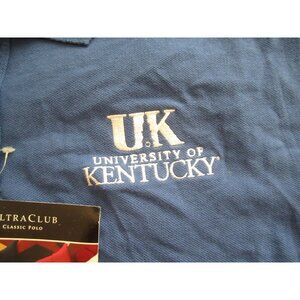 UK
UNIVERSITY OF
KENTUCKY
LTRACLUB
CLASSIC POLO